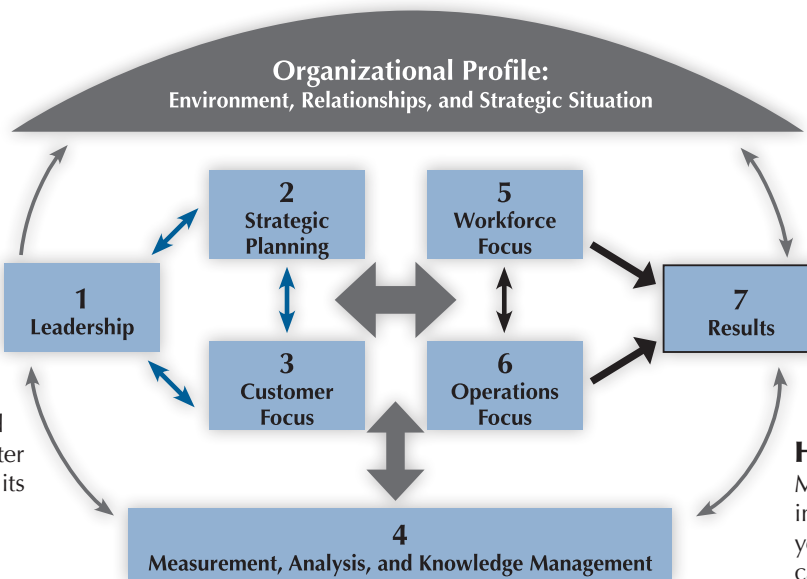 Organizational Profile:
Environment, Relationships, and Strategic Situation
2
Strategic
Planning
5
Workforce
Focus
1
Leadership
7
Results
3
Customer
Focus
6
Operations
Focus
its
4
Measurement, Analysis, and Knowledge Management